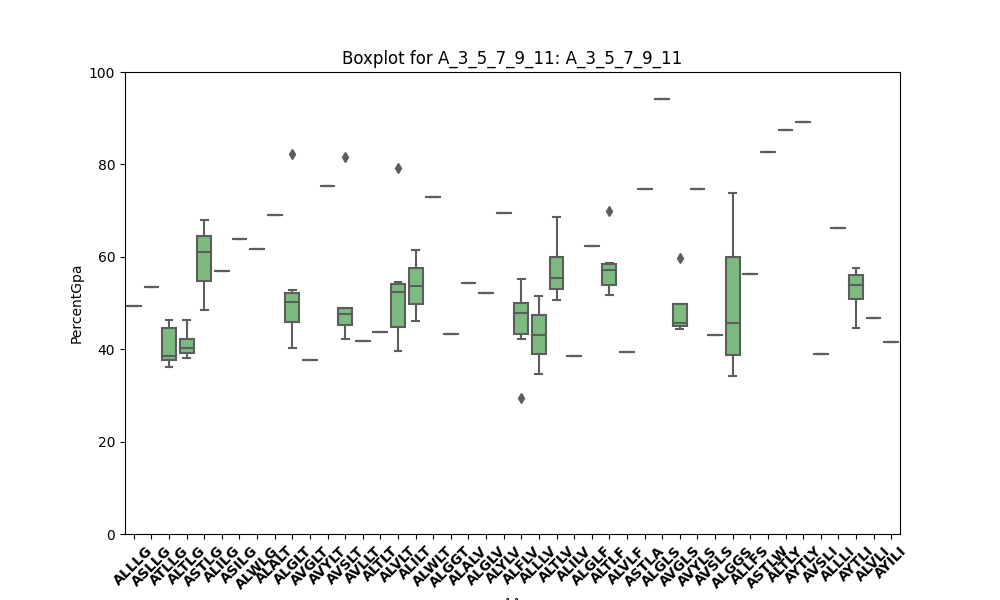 Boxplot for A_3_5_7_9_11: A_3_5_7_9_11
100
80
60
40
20
0
PercentGpa
ALLLG
ASLLG
ATLLG
ALTLG
ASTLG
ALILG
ASILG
ALWLG
ALALT
ALGLT
AVGLT
AVYLT
AVSLT
AVLLT
ALTLT
ALVLT
ALILT
ALWLT
ALGGT
ALALV
ALGLV
ALYLV
ALFLV
ALLLV
ALTLV
ALILV
ALGLF
ALTLF
ALVLF
ASTLA
ALGLS
AVGLS
AVYLS
AVSLS
ALGGS
ALLFS
ASTLW
ALTLY
AYTLY
AVSLI
ALLLI
AYTLI
ALVLI
AYILI